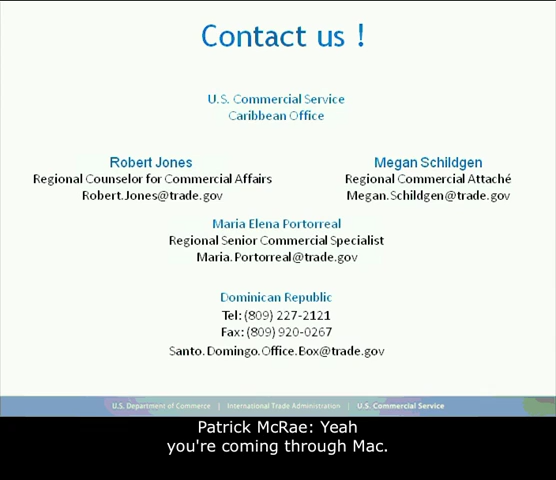 Contact us !
U.S. Commercial Service
Caribbean Office
Robert Jones
Regional Counselor for Commercial Affairs
Robert.Jones@trade.gov
Megan Schildgen
Regional Commercial Attaché
Megan.Schildgen@trade.gov
Maria Elena Portorreal
Regional Senior Commercial Specialist
Maria.Portorreal@trade.gov
Dominican Republic
Tel: (809) 227-2121
Fax: (809) 920-0267
Santo.Domingo.Office.Box@trade.gov
U.S. Department of Commerce | International Trade Administration | U.S. Commercial Service
Patrick McRae: Yeah
you're coming through Mac.